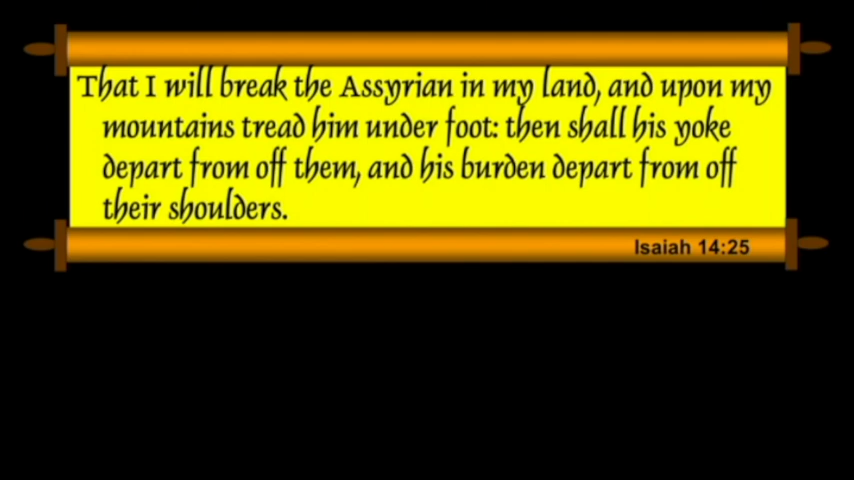 That I will break the Assyrian in my land, and upon my
mountains tread him under foot: then shall his yoke
depart from off them, and his burden depart from off
their shoulders.
Isaiah 14:25